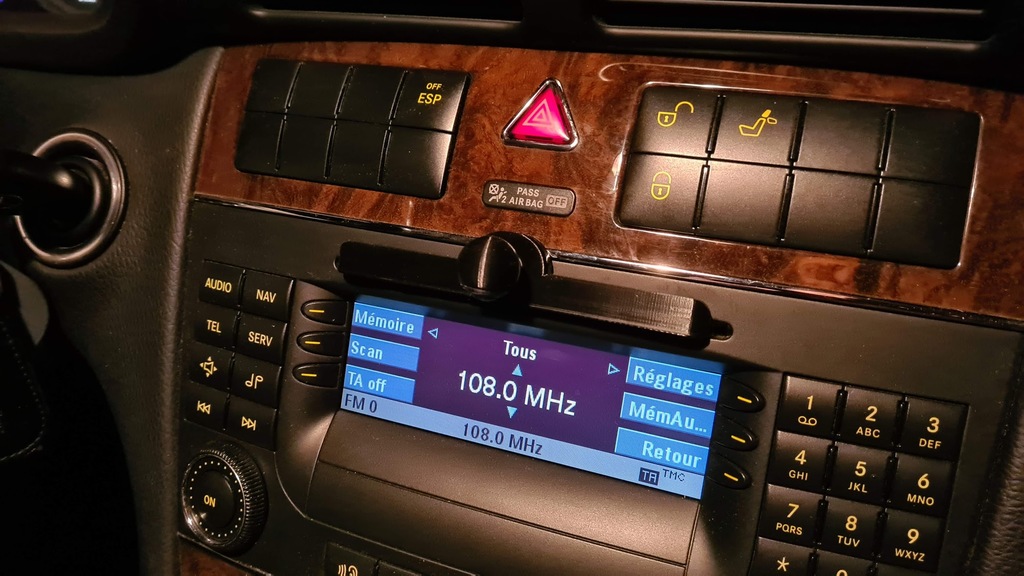 OFF
ESP
PASS
2 AIRBAG OFF
AUDIO
NAV
TEL
SERV
ON
Mémoire
Scan
TA off
FM 0
Tous
108.0 MHz
108.0 MHz
Réglages
MémAu...
Retour
TA TMC
1
2 ABC
3 DEF
4 GHI
5 JKL
6 MNO
7 PQRS
8 TUV
9 WXYZ
*